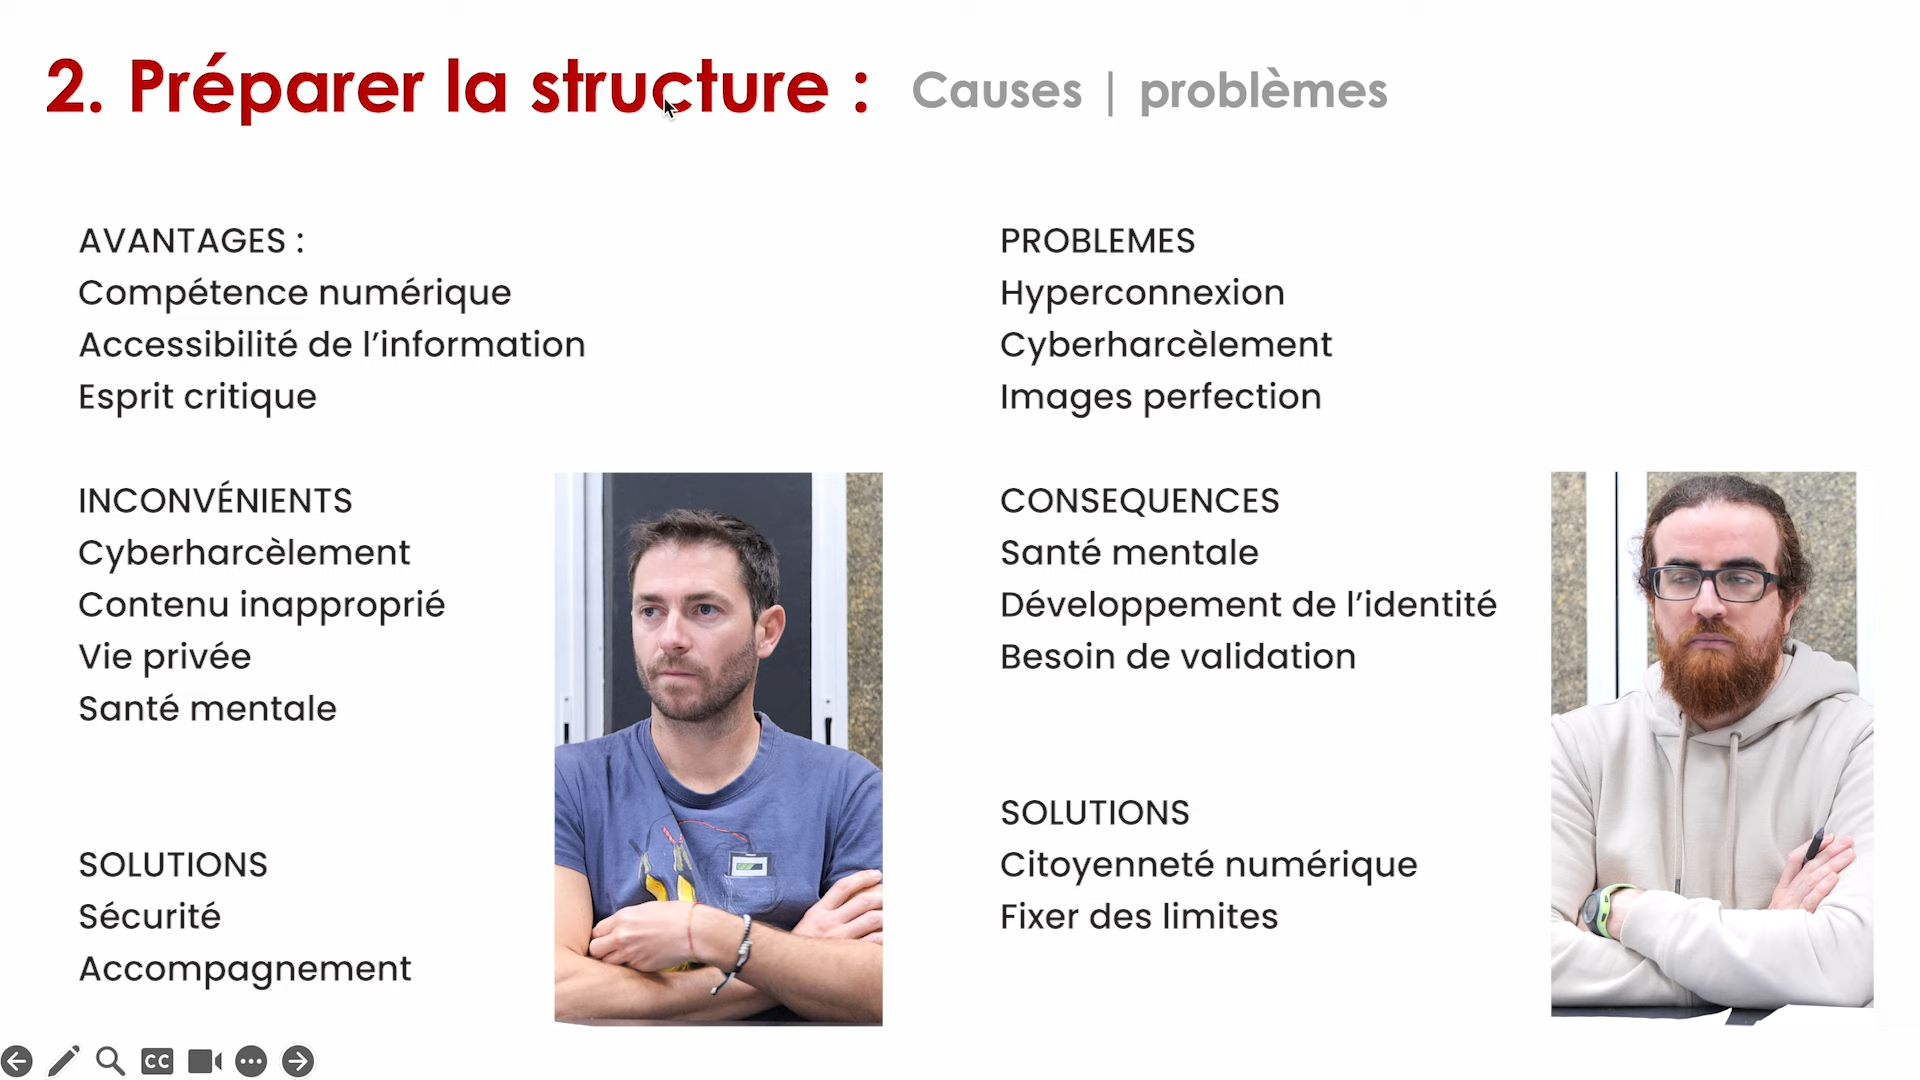 2. Préparer la structure : Causes | problèmes
AVANTAGES :
Compétence numérique
Accessibilité de l’information
Esprit critique
INCONVÉNIENTS
Cyberharcèlement
Contenu inapproprié
Vie privée
Santé mentale
SOLUTIONS
Sécurité
Accompagnement
PROBLEMES
Hyperconnexion
Cyberharcèlement
Images perfection
CONSEQUENCES
Santé mentale
Développement de l’identité
Besoin de validation
SOLUTIONS
Citoyenneté numérique
Fixer des limites
CC